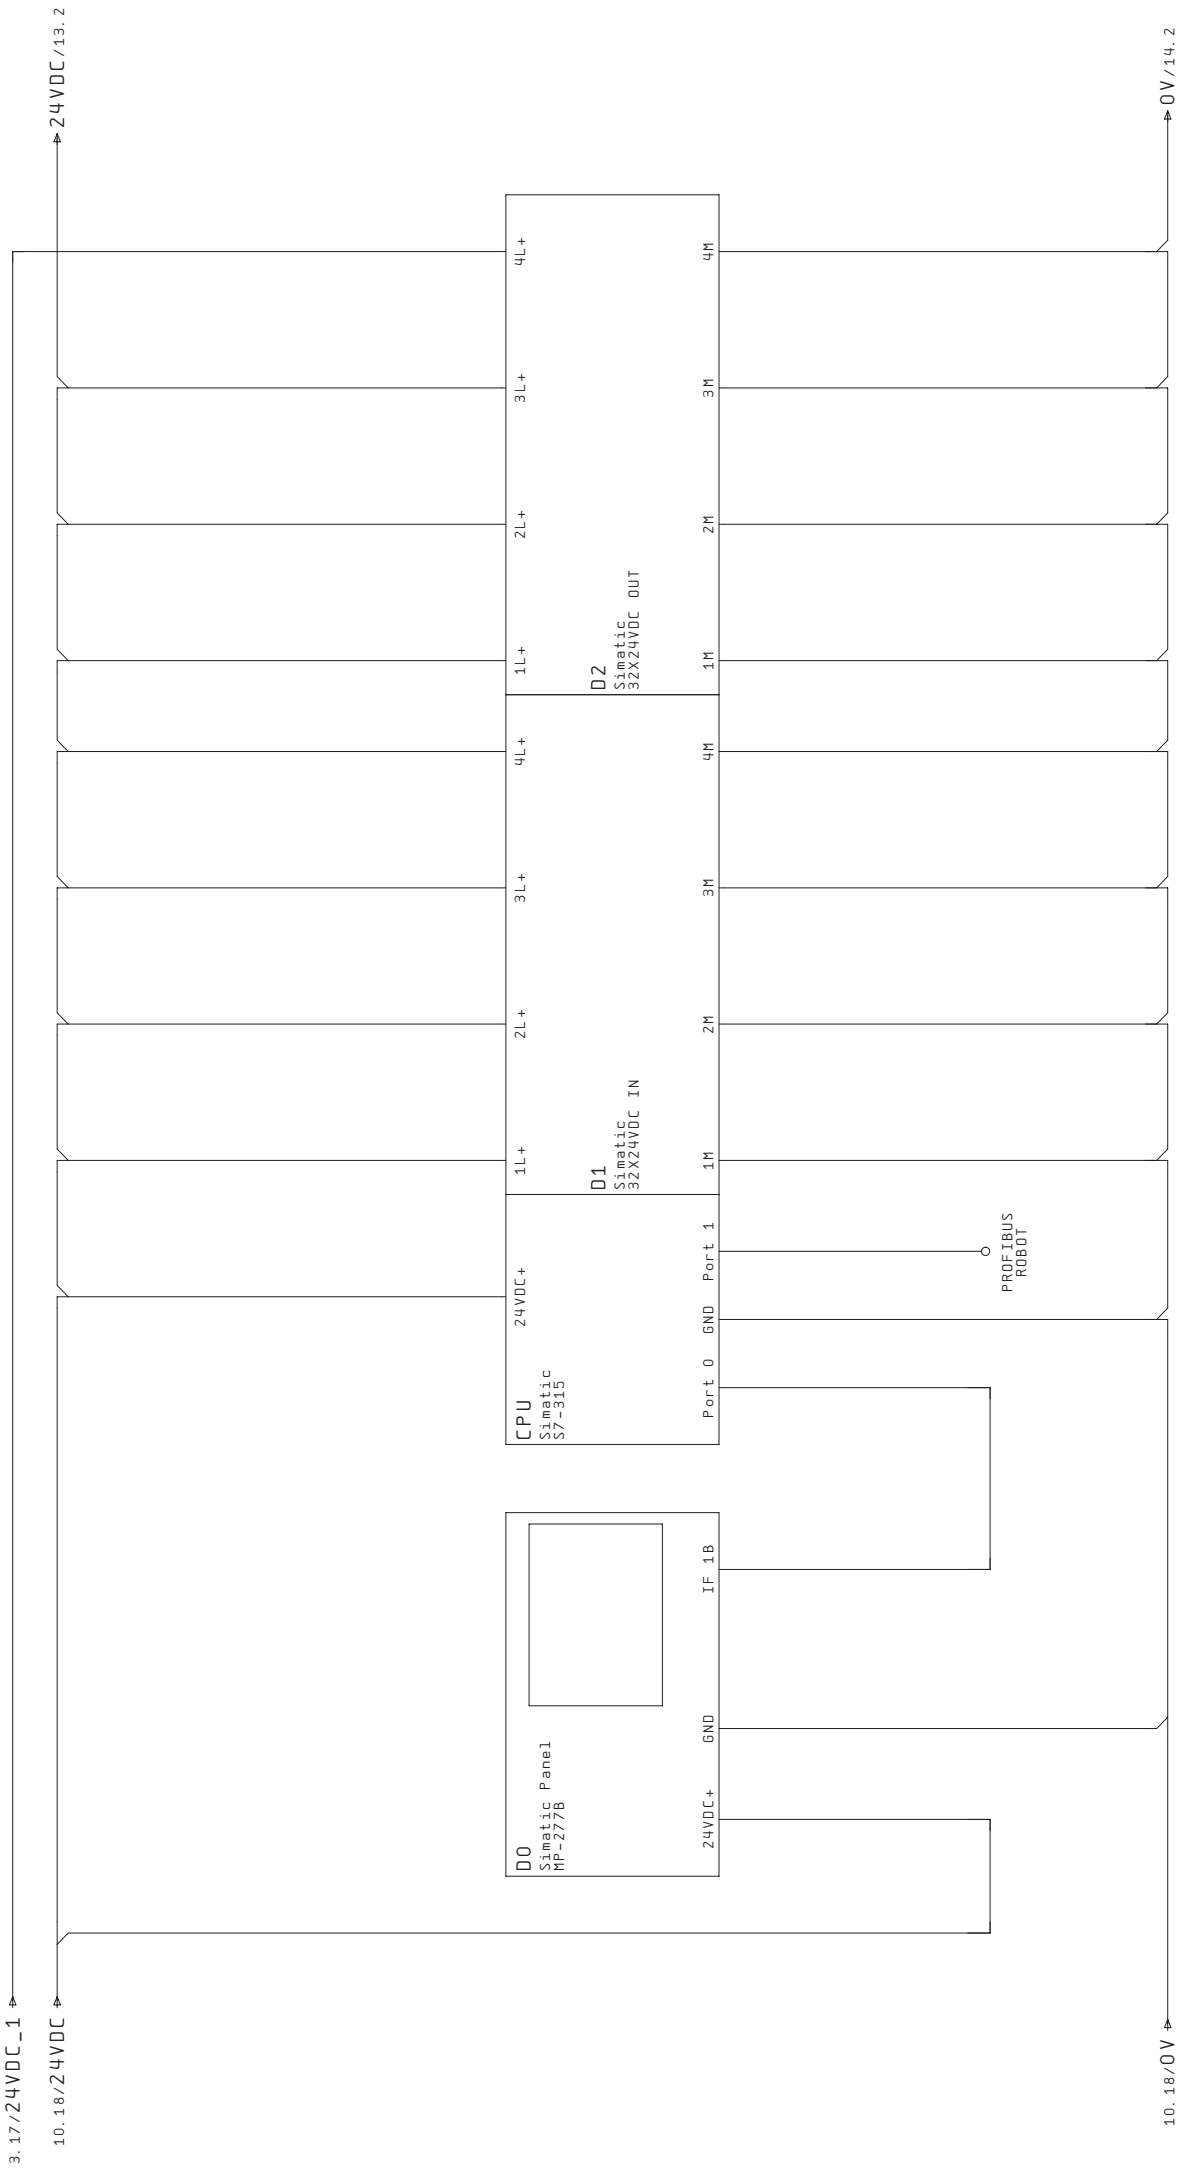 3.17/24VDC_1
10.18/24VDC
24VDC/13.2
D0
Simatic Panel
MP-277B
24VDC+
GND
IF 1B
CPU
Simatic
S7-315
24VDC+
Port 0
GND
Port 1
PROFIBUS
ROBOT
1L+
2L+
3L+
4L+
D1
Simatic
32X24VDC IN
1M
2M
3M
4M
1L+
2L+
3L+
4L+
D2
Simatic
32X24VDC OUT
1M
2M
3M
4M
10.18/0V
0V/14.2